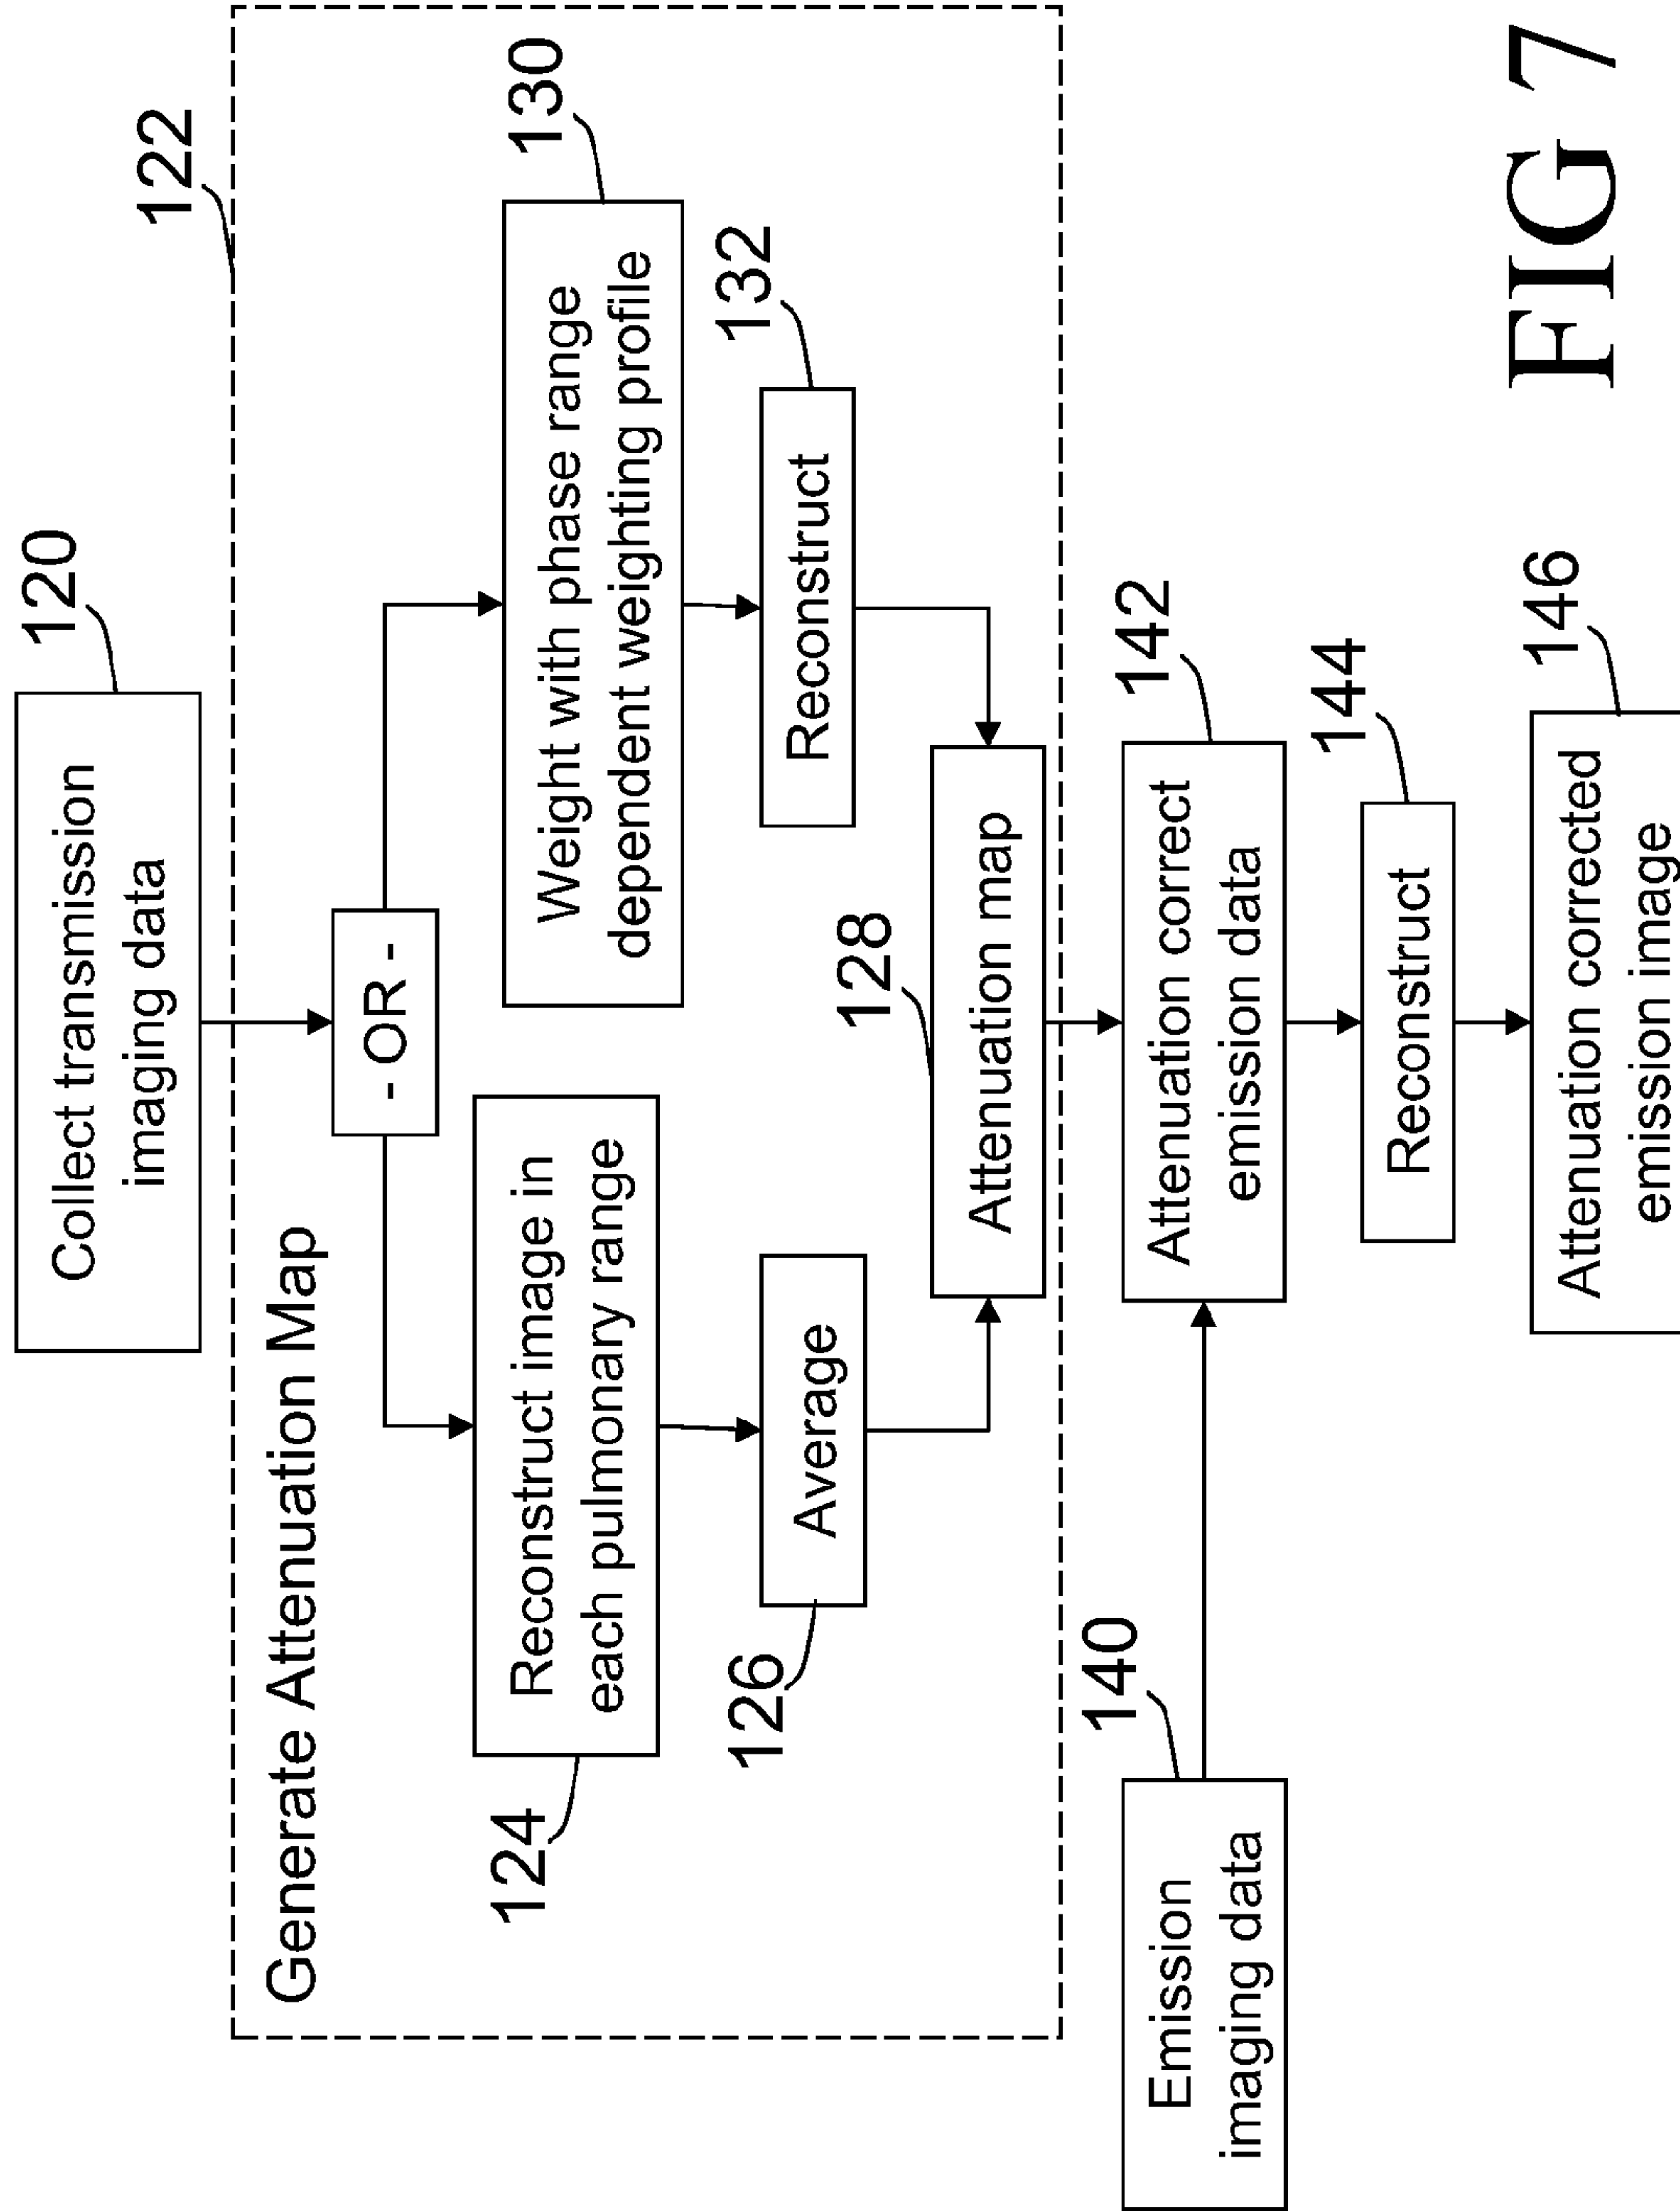 120
Collect transmission
imaging data
122
Generate Attenuation Map
- OR -
124
Reconstruct image in
each pulmonary range
130
Weight with phase range
dependent weighting profile
126
Average
132
Reconstruct
128
Attenuation map
140
Emission
imaging data
142
Attenuation correct
emission data
144
Reconstruct
146
Attenuation corrected
emission image
FIG 7